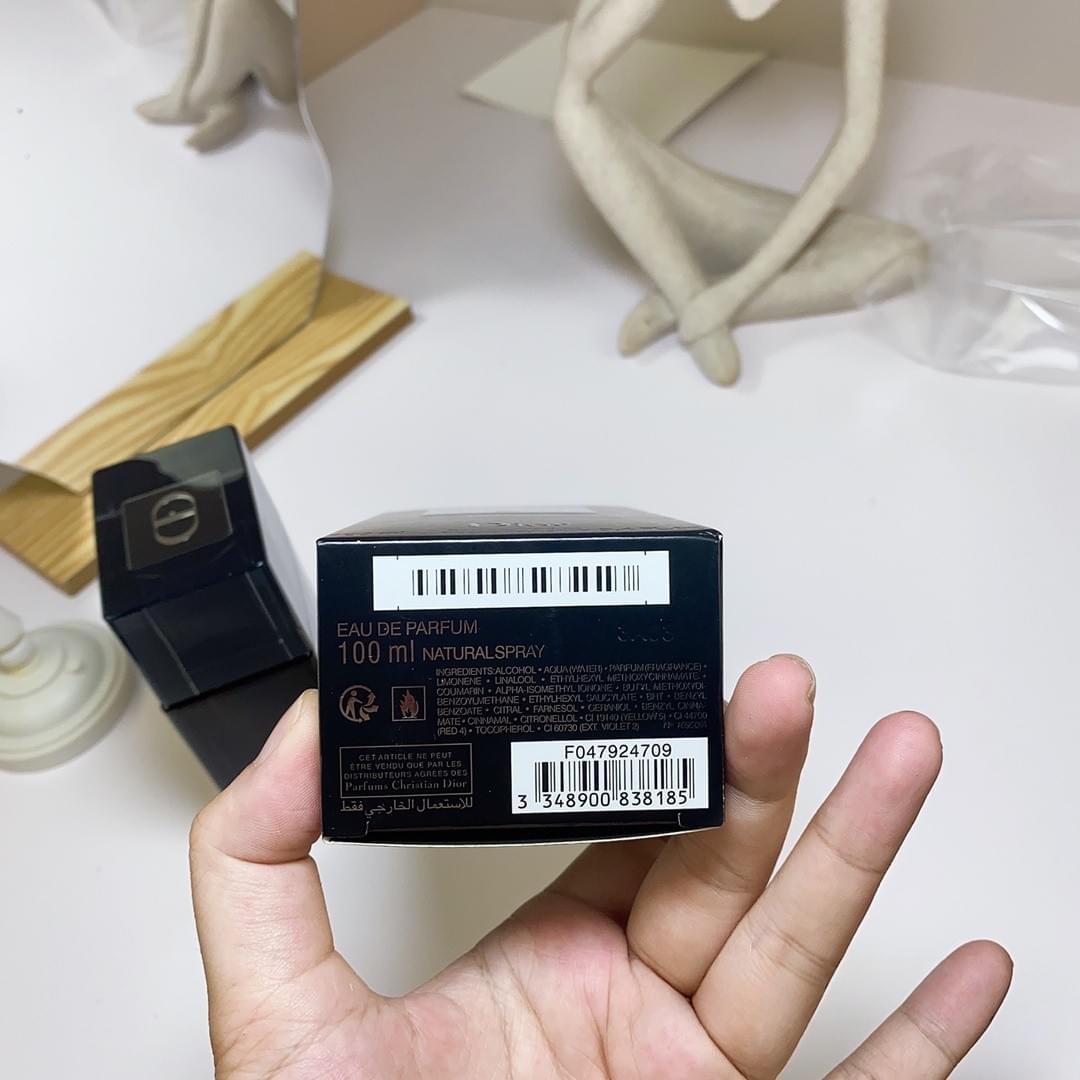 EAU DE PARFUM
100 ml NATURAL SPRAY
INGREDIENTS: ALCOHOL • AQUA (WATER) • PARFUM (FRAGRANCE) •
LIMONENE • LINALOOL • ETHYLHEXYL METHOXYCINNAMATE •
COUMARIN • ALPHA-ISOMETHYL IONONE • BUTYL METHOXYDI-
BENZOYLMETHANE • ETHYLHEXYL SALICYLATE • BHT • BENZYL
BENZOATE • CITRAL • FARNESOL • GERANIOL • BENZYL CINNA-
MATE • CINNAMAL • CITRONELLOL • CI 19140 (YELLOW 5) • CI 14700
(RED 4) • TOCOPHEROL • CI 60730 (EXT. VIOLET 2)
CET ARTICLE NE PEUT
ÊTRE VENDU QUE PAR LES
DISTRIBUTEURS AGRÉÉS DES
Parfums Christian Dior
للاستعمال الخارجي فقط
F047924709
3 348900 838185